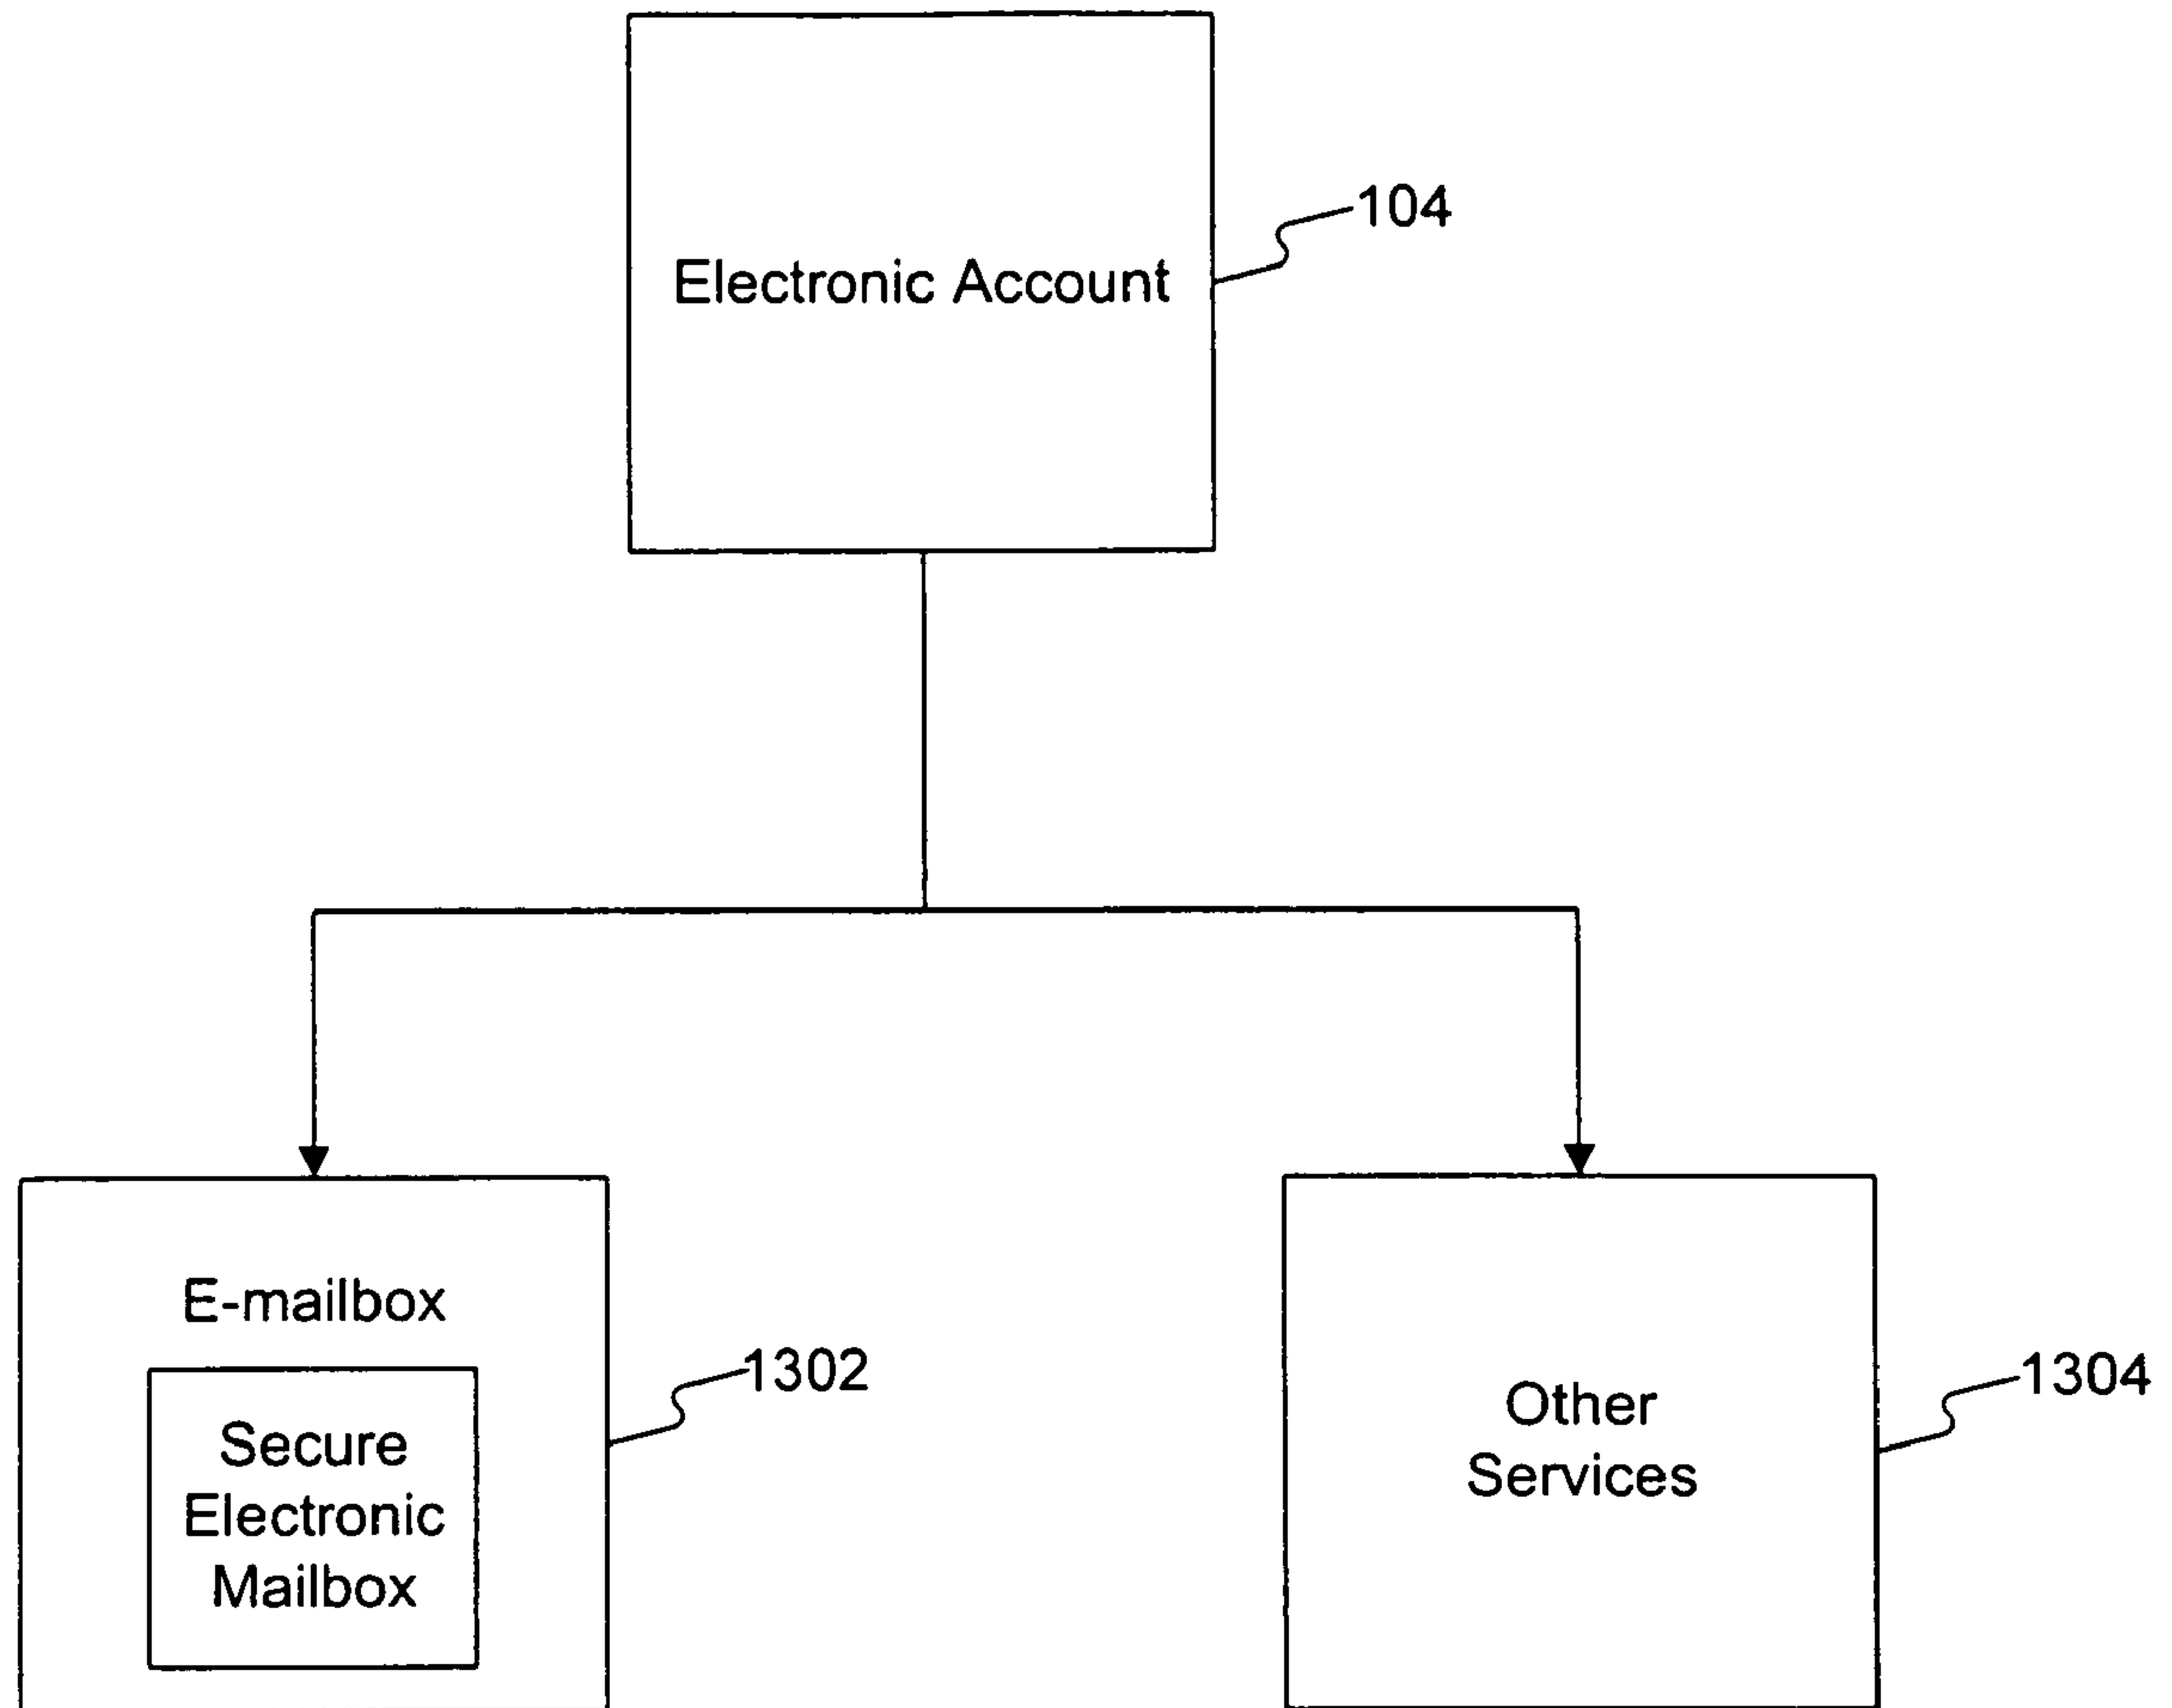 104
Electronic Account
E-mailbox
1302
Secure
Electronic
Mailbox
1304
Other
Services